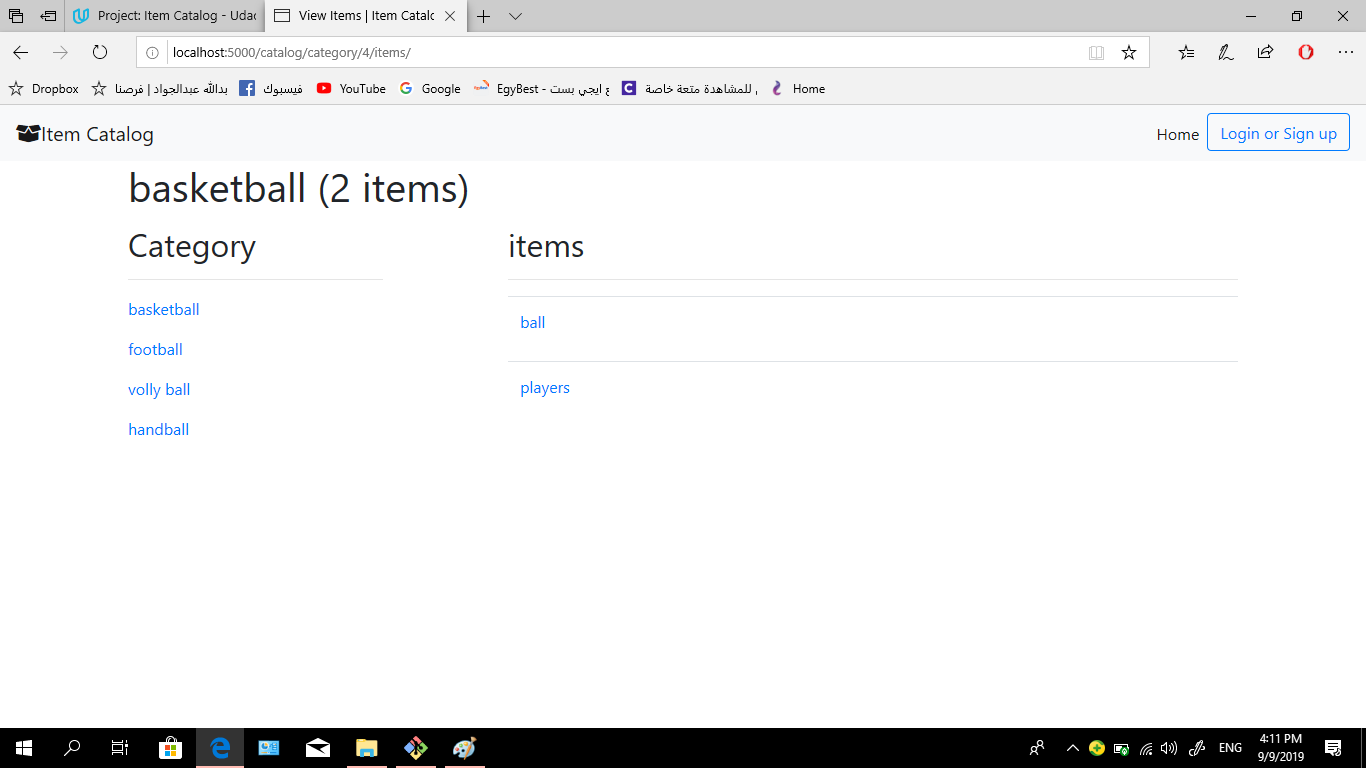 Project: Item Catalog - Udac
View Items | Item Catalo
localhost:5000/catalog/category/4/items/
Dropbox
بدالله عبدالجواد | فرصنا
فيسبوك
YouTube
Google
EgyBest - ع ايجي بست
للمشاهدة متعة خاصة
Home
Item Catalog
Home
Login or Sign up
basketball (2 items)
Category
items
basketball
ball
football
players
volly ball
handball
ENG
4:11 PM
9/9/2019